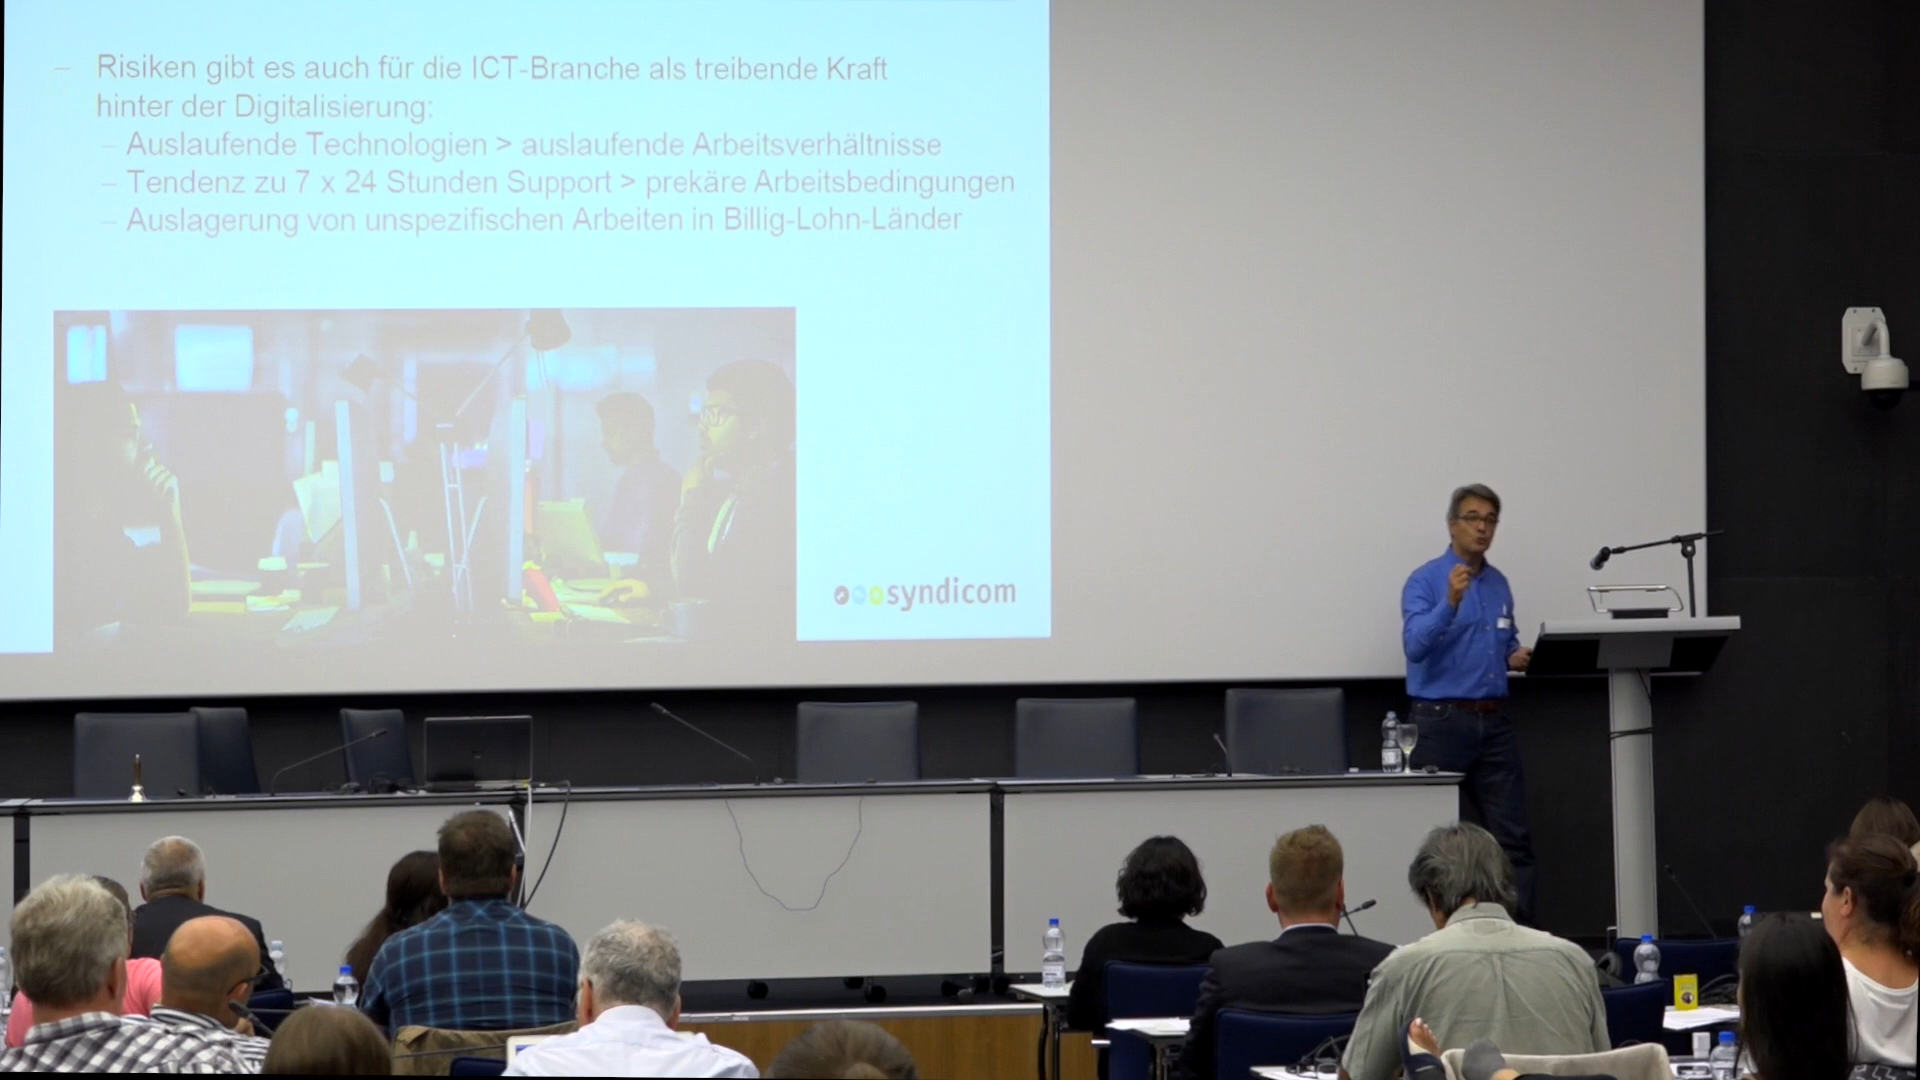 – Risiken gibt es auch für die ICT-Branche als treibende Kraft
hinter der Digitalisierung:
– Auslaufende Technologien > auslaufende Arbeitsverhältnisse
– Tendenz zu 7 x 24 Stunden Support > prekäre Arbeitsbedingungen
– Auslagerung von unspezifischen Arbeiten in Billig-Lohn-Länder
syndicom